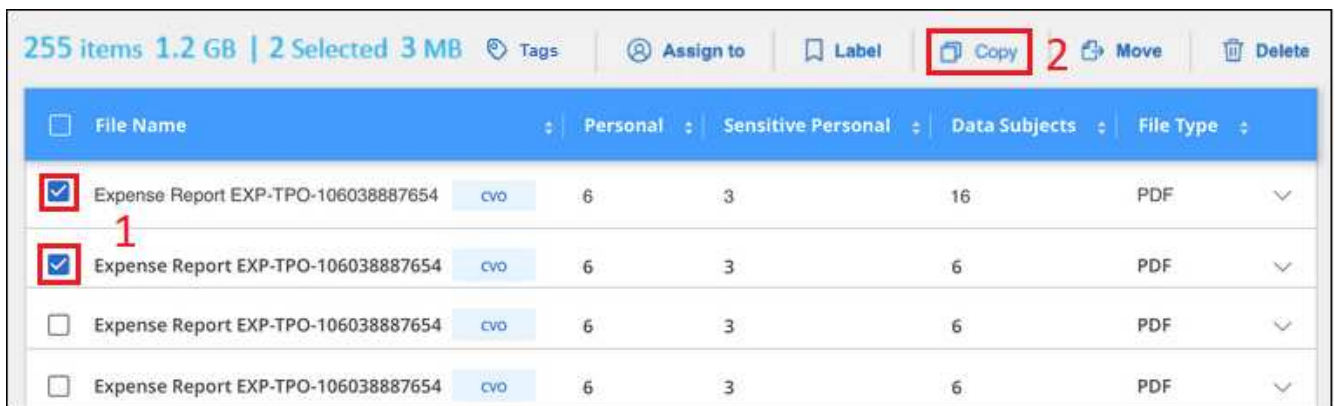 255 items 1.2 GB | 2 Selected 3 MB Tags Assign to Label Copy 2 Move Delete
File Name Personal Sensitive Personal Data Subjects File Type
Expense Report EXP-TPO-106038887654 CVO 6 3 16 PDF
1
Expense Report EXP-TPO-106038887654 CVO 6 3 6 PDF
Expense Report EXP-TPO-106038887654 CVO 6 3 6 PDF
Expense Report EXP-TPO-106038887654 CVO 6 3 6 PDF